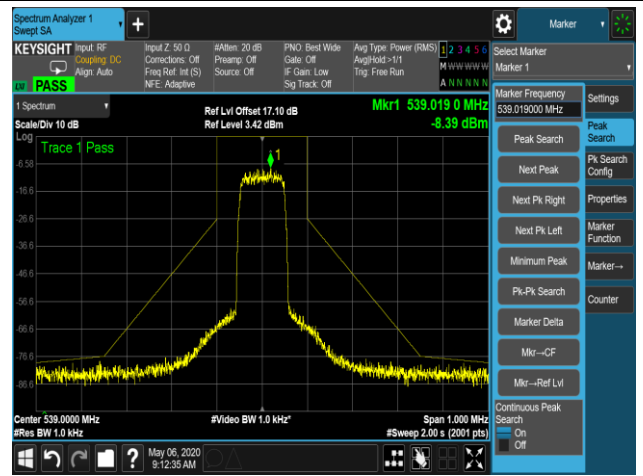 Spectrum Analyzer 1
Swept SA
+
Marker
KEYSIGHT
Input: RF
Coupling: DC
Align: Auto
Input Z: 50 Ω
Corrections: Off
Freq Ref: Int (S)
NFE: Adaptive
#Atten: 20 dB
Preamp: Off
Source: Off
PNO: Best Wide
Gate: Off
IF Gain: Low
Sig Track: Off
Avg Type: Power (RMS)
Avg|Hold:>1/1
Trig: Free Run
1 2 3 4 5 6
M W W W W W
A N N N N N
LXI PASS
Select Marker
Marker 1
1 Spectrum
Scale/Div 10 dB
Ref Lvl Offset 17.10 dB
Ref Level 3.42 dBm
Mkr1 539.019 0 MHz
-8.39 dBm
Log
Trace 1 Pass
1
-6.58
-16.6
-26.6
-36.6
-46.6
-56.6
-66.6
-76.6
-86.6
Center 539.0000 MHz
#Res BW 1.0 kHz
#Video BW 1.0 kHz*
Span 1.000 MHz
#Sweep 2.00 s (2001 pts)
Marker Frequency
539.019000 MHz
Peak Search
Next Peak
Next Pk Right
Next Pk Left
Minimum Peak
Pk-Pk Search
Marker Delta
Mkr→CF
Mkr→Ref Lvl
Continuous Peak
Search
On
Off
Settings
Peak
Search
Pk Search
Config
Properties
Marker
Function
Marker→
Counter
?
May 06, 2020
9:12:35 AM